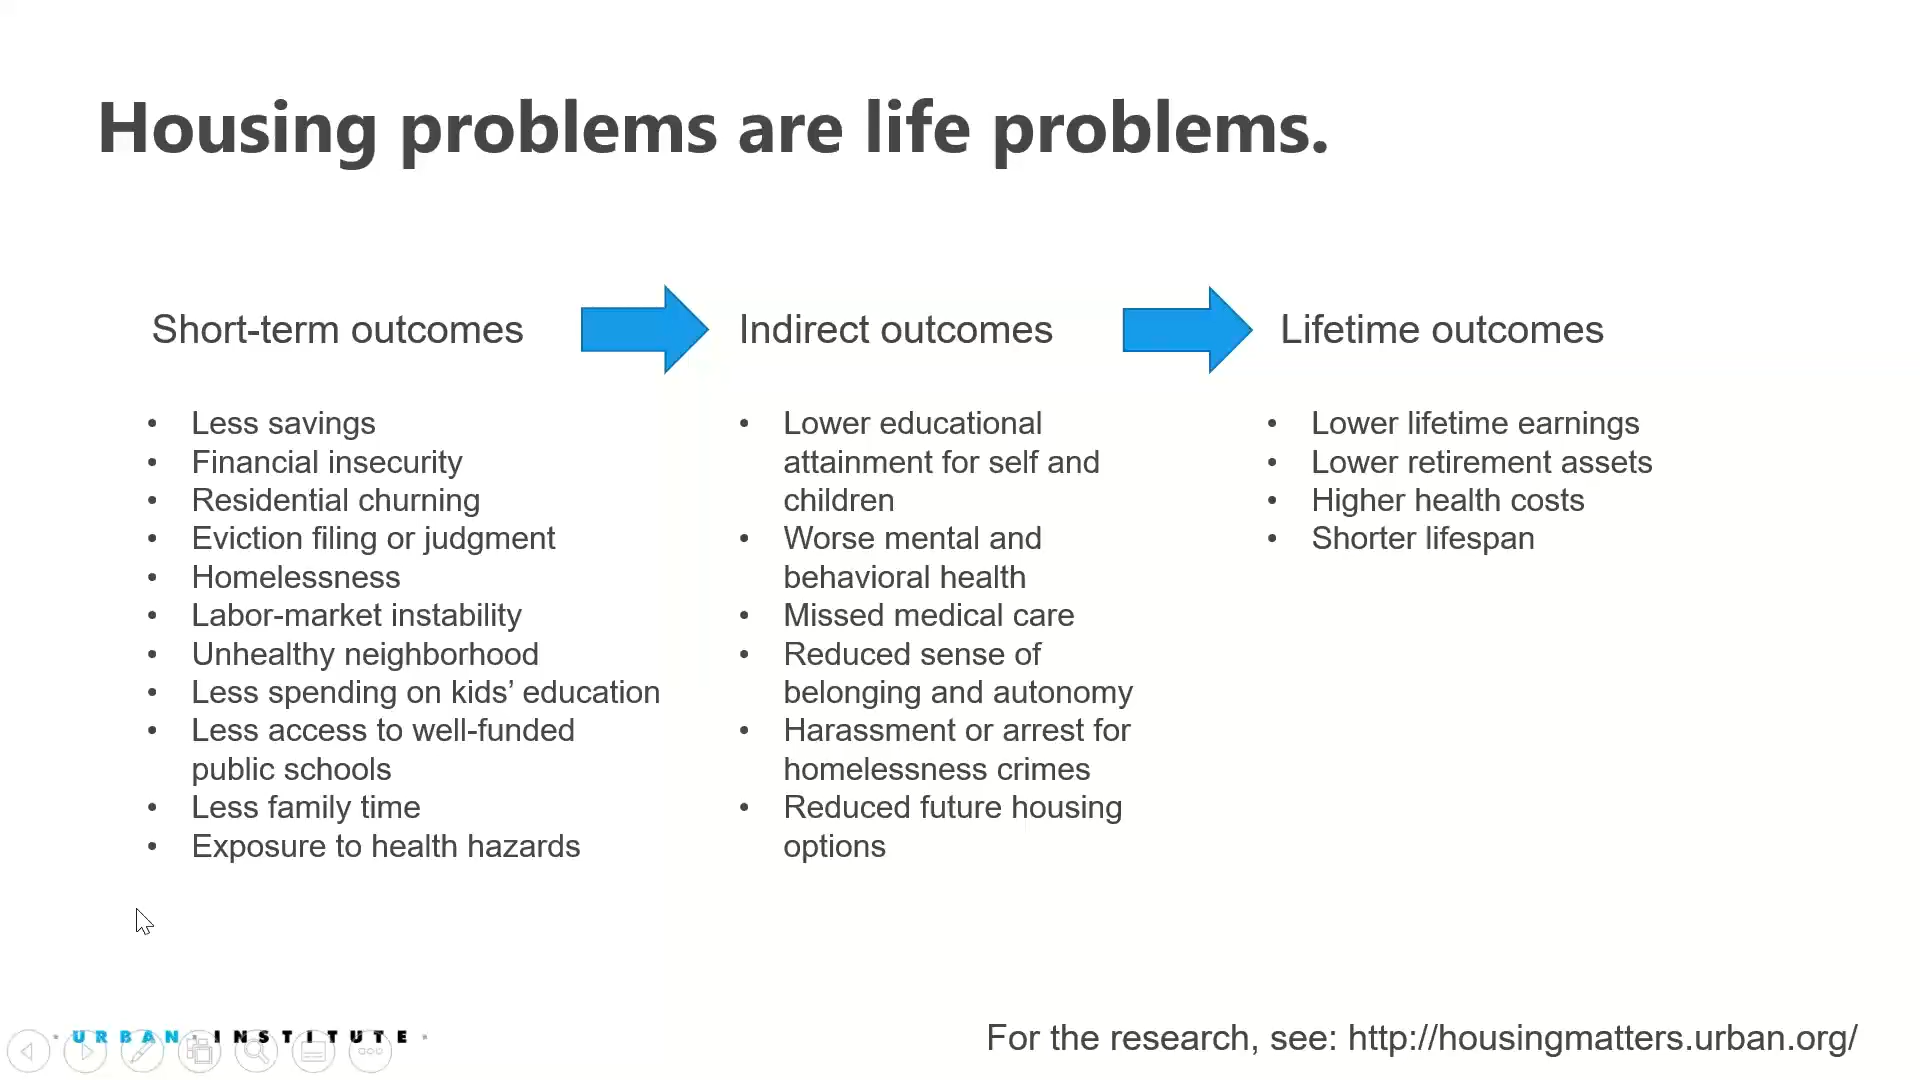 Housing problems are life problems.
Short-term outcomes
• Less savings
• Financial insecurity
• Residential churning
• Eviction filing or judgment
• Homelessness
• Labor-market instability
• Unhealthy neighborhood
• Less spending on kids’ education
• Less access to well-funded
public schools
• Less family time
• Exposure to health hazards
Indirect outcomes
• Lower educational
attainment for self and
children
• Worse mental and
behavioral health
• Missed medical care
• Reduced sense of
belonging and autonomy
• Harassment or arrest for
homelessness crimes
• Reduced future housing
options
Lifetime outcomes
• Lower lifetime earnings
• Lower retirement assets
• Higher health costs
• Shorter lifespan
· URBAN · INSTITUTE ·
For the research, see: http://housingmatters.urban.org/